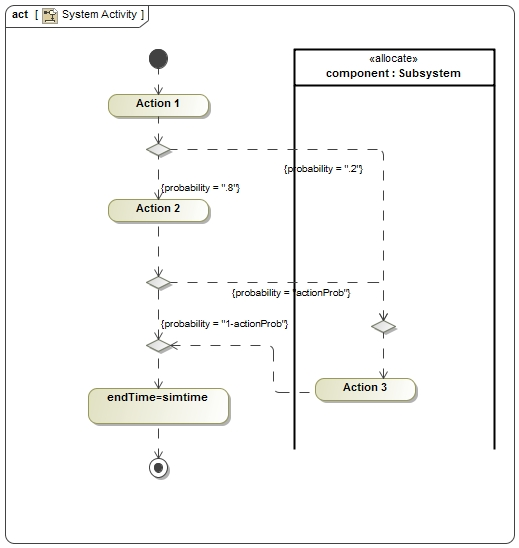 act [ System Activity ]
«allocate»
component : Subsystem
Action 1
{probability = ".2"}
{probability = ".8"}
Action 2
{probability = "actionProb"}
{probability = "1-actionProb"}
Action 3
endTime=simtime